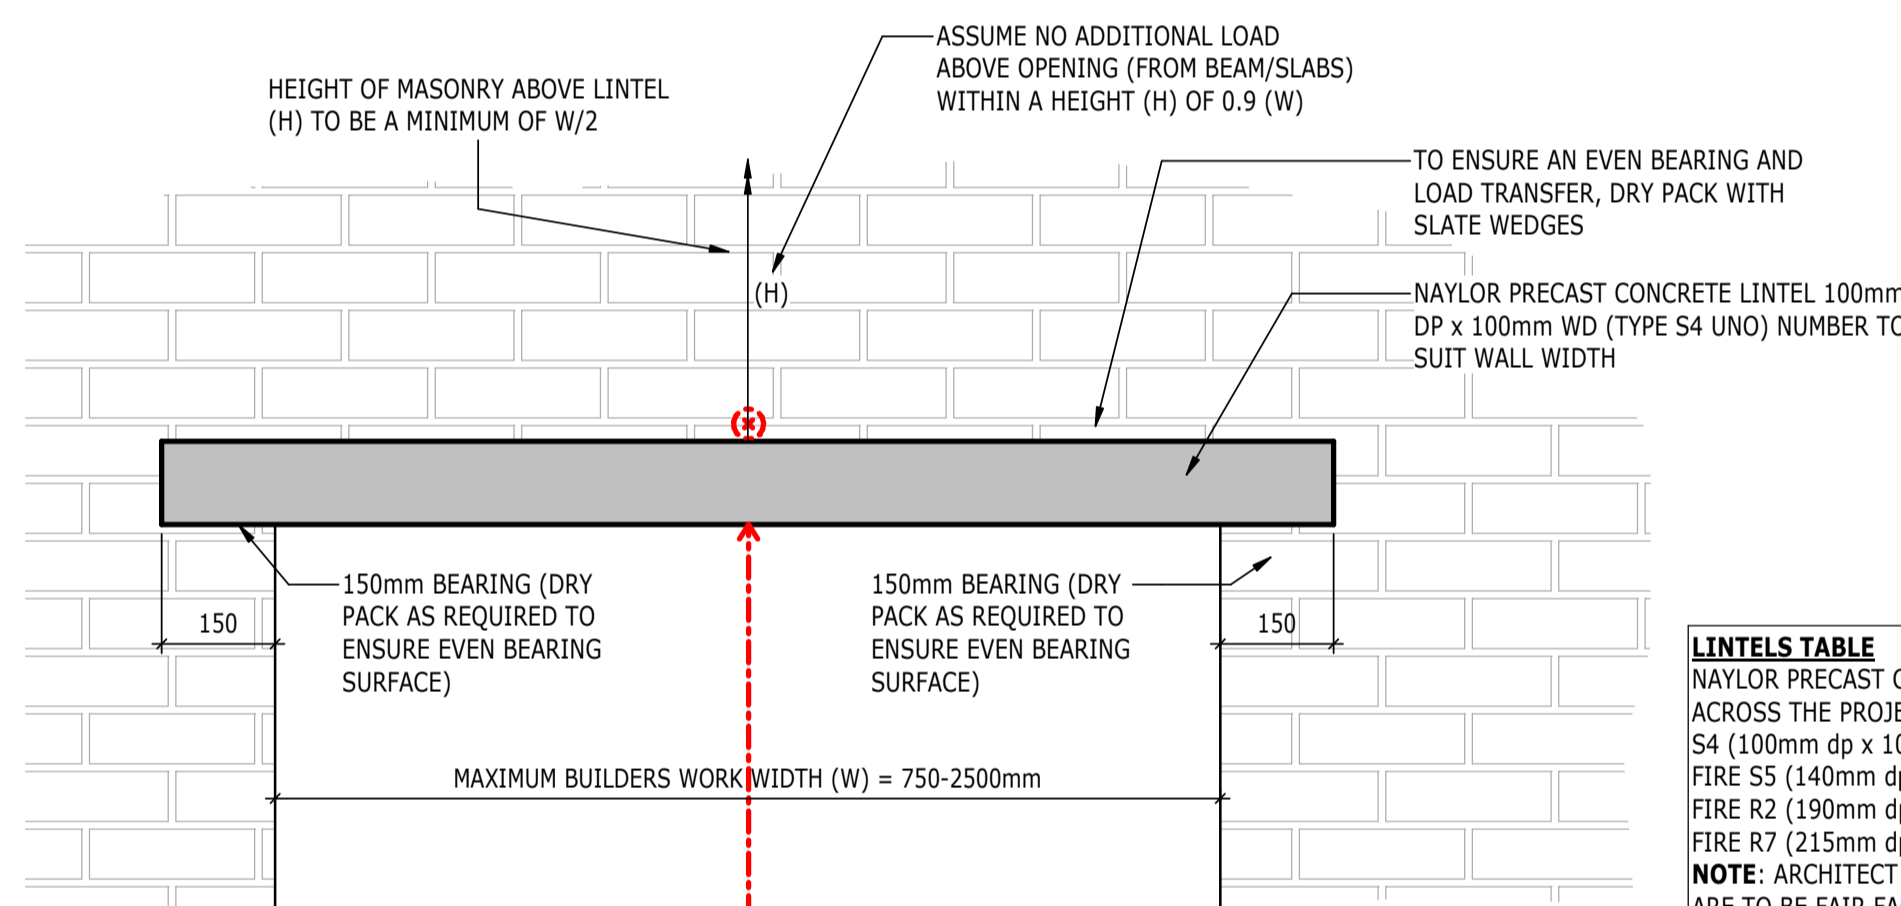 HEIGHT OF MASONRY ABOVE LINTEL
(H) TO BE A MINIMUM OF W/2
ASSUME NO ADDITIONAL LOAD
ABOVE OPENING (FROM BEAM/SLABS)
WITHIN A HEIGHT (H) OF 0.9 (W)
TO ENSURE AN EVEN BEARING AND
LOAD TRANSFER, DRY PACK WITH
SLATE WEDGES
(H)
NAYLOR PRECAST CONCRETE LINTEL 100mm
DP x 100mm WD (TYPE S4 UNO) NUMBER TO
SUIT WALL WIDTH
150
150mm BEARING (DRY
PACK AS REQUIRED TO
ENSURE EVEN BEARING
SURFACE)
150mm BEARING (DRY
PACK AS REQUIRED TO
ENSURE EVEN BEARING
SURFACE)
150
MAXIMUM BUILDERS WORK WIDTH (W) = 750-2500mm
LINTELS TABLE
NAYLOR PRECAST
ACROSS THE
S4 (100mm dp x
FIRE S5 (140mm
FIRE R2 (190mm
FIRE R7 (215mm
NOTE: ARCHITECT
ARE TO BE FAIR